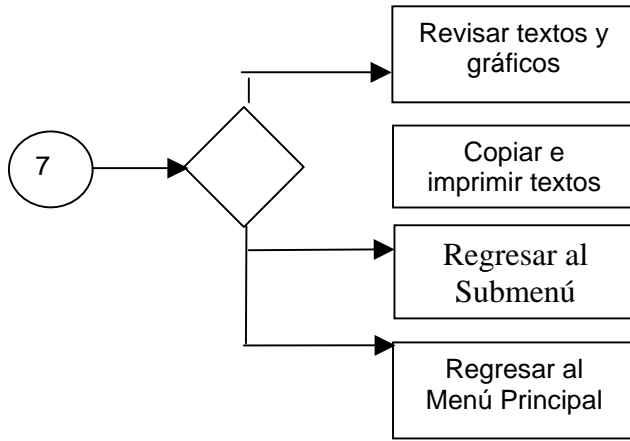 Revisar textos y
gráficos
7
Copiar e
imprimir textos
Regresar al
Submenú
Regresar al
Menú Principal